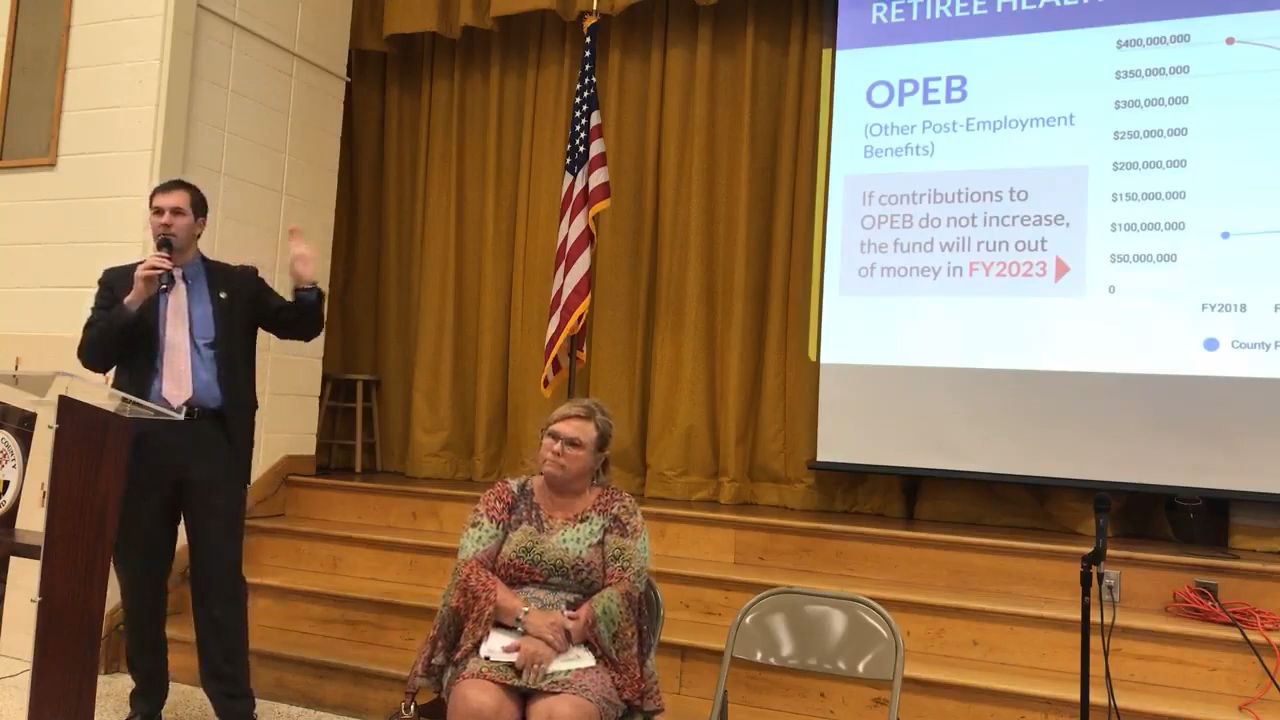 RETIREE HEALT
OPEB
(Other Post-Employment
Benefits)
If contributions to
OPEB do not increase,
the fund will run out
of money in FY2023
$400,000,000
$350,000,000
$300,000,000
$250,000,000
$200,000,000
$150,000,000
$100,000,000
$50,000,000
0
FY2018 F
County F
COUNTY